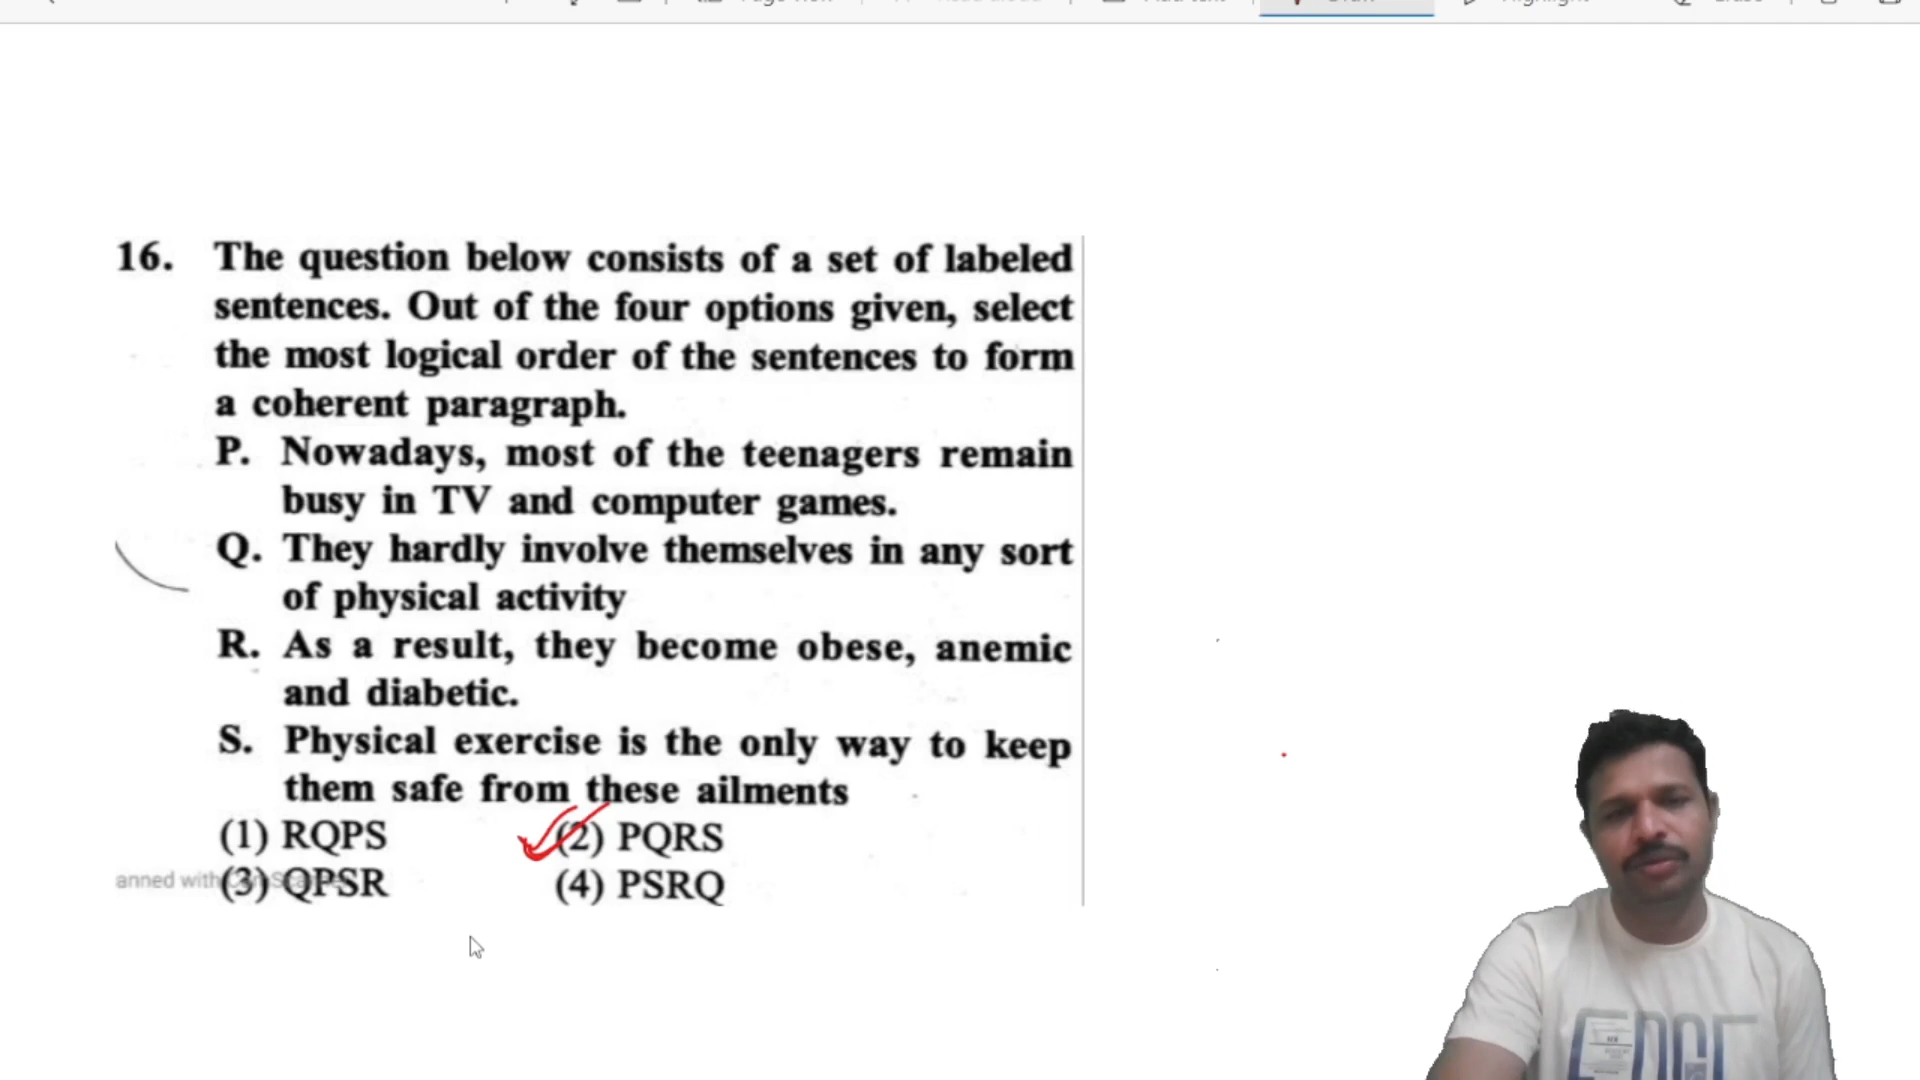 16. The question below consists of a set of labeled
sentences. Out of the four options given, select
the most logical order of the sentences to form
a coherent paragraph.
P. Nowadays, most of the teenagers remain
busy in TV and computer games.
Q. They hardly involve themselves in any sort
of physical activity
R. As a result, they become obese, anemic
and diabetic.
S. Physical exercise is the only way to keep
them safe from these ailments
(1) RQPS (2) PQRS
anned with (3) QPSR (4) PSRQ